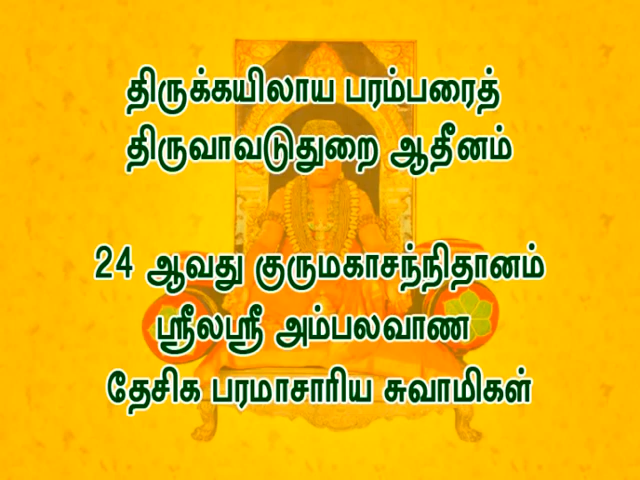 திருக்கயிலாய பரம்பரைத்
திருவாவடுதுறை ஆதீனம்
24 ஆவது குருமகாசந்நிதானம்
ஸ்ரீலஸ்ரீ அம்பலவாண
தேசிக பரமாசாரிய சுவாமிகள்